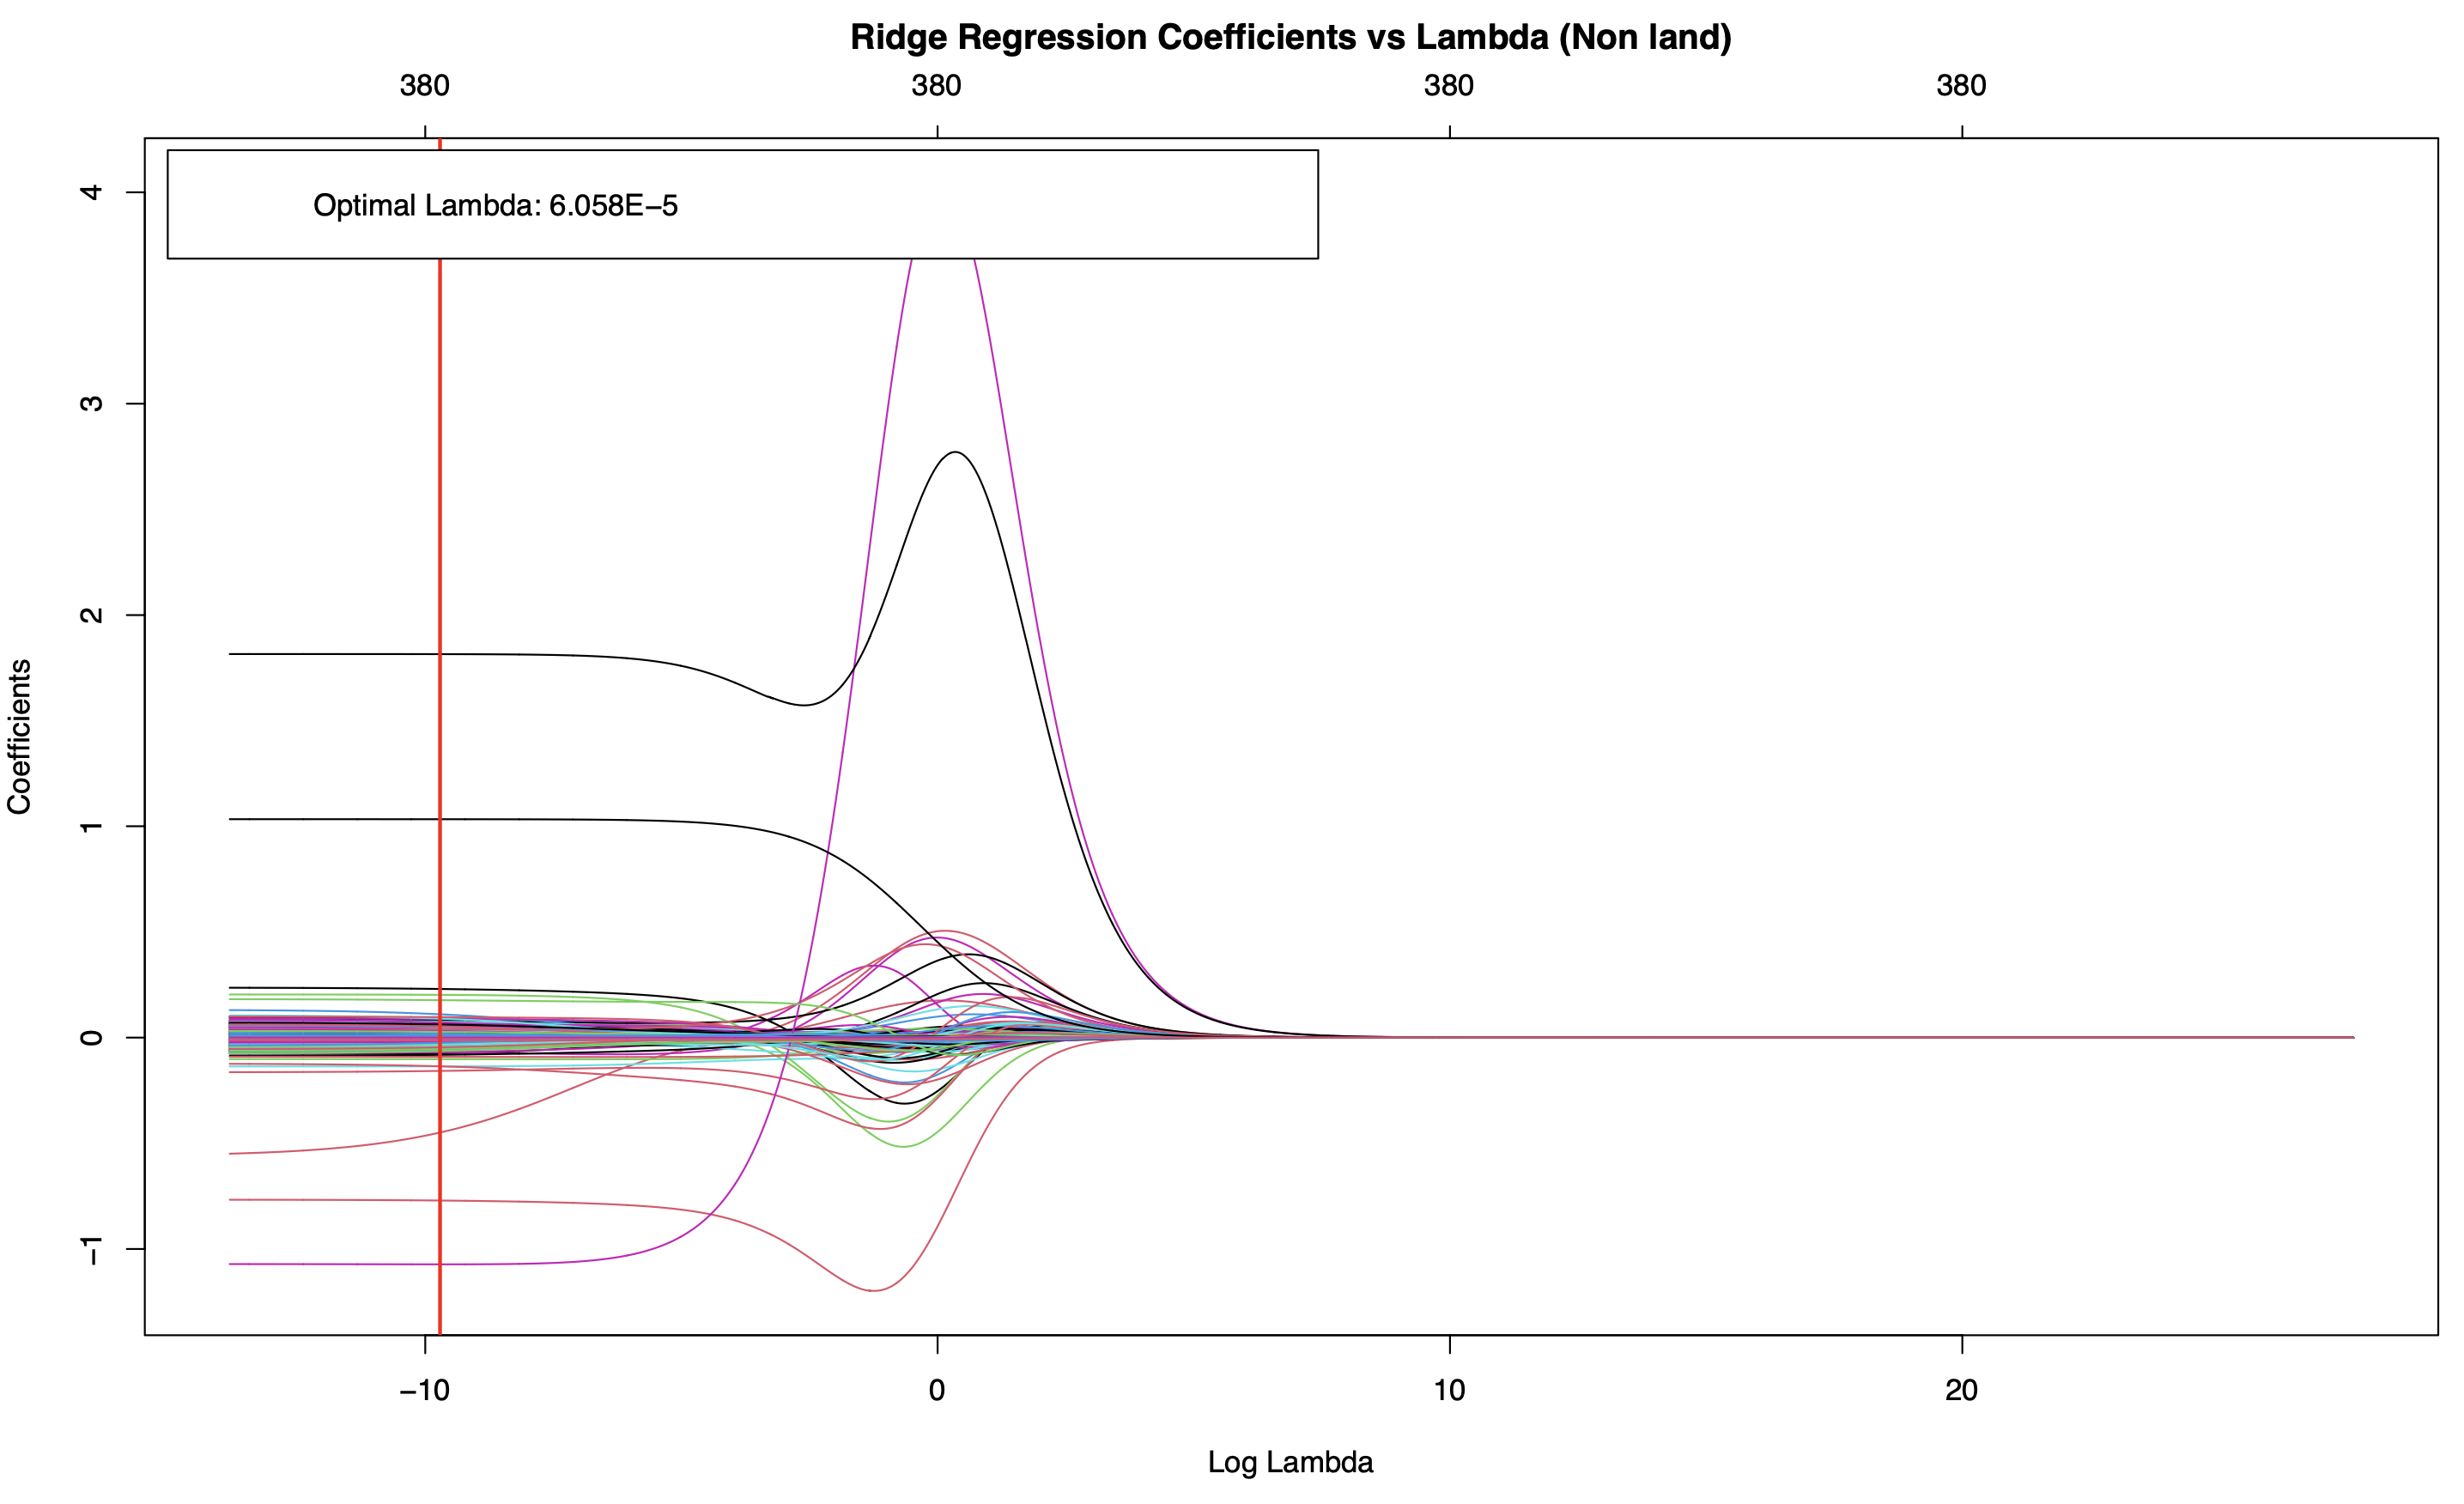 Ridge Regression Coefficients vs Lambda (Non land)
380 380 380 380
Optimal Lambda: 6.058E−5
4
3
2
1
0
−1
Coefficients
−10 0 10 20
Log Lambda